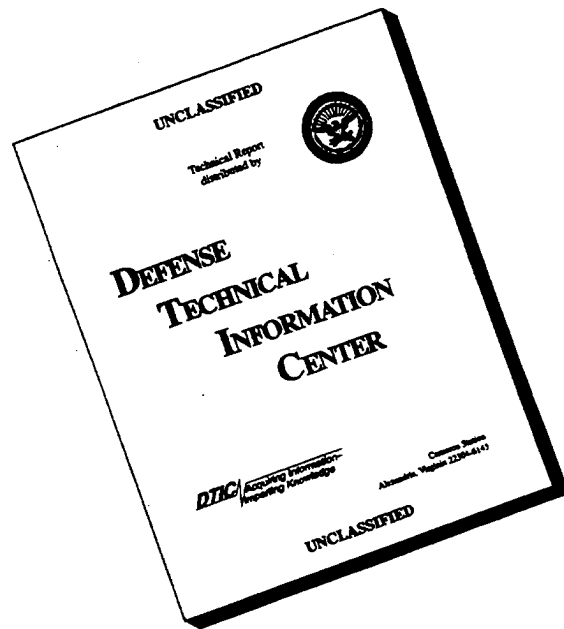 UNCLASSIFIED
Technical Report
distributed by
DEFENSE
TECHNICAL
INFORMATION
CENTER
DTIC
Acquiring Information-
Imparting Knowledge
Cameron Station
Alexandria, Virginia 22304-6145
UNCLASSIFIED